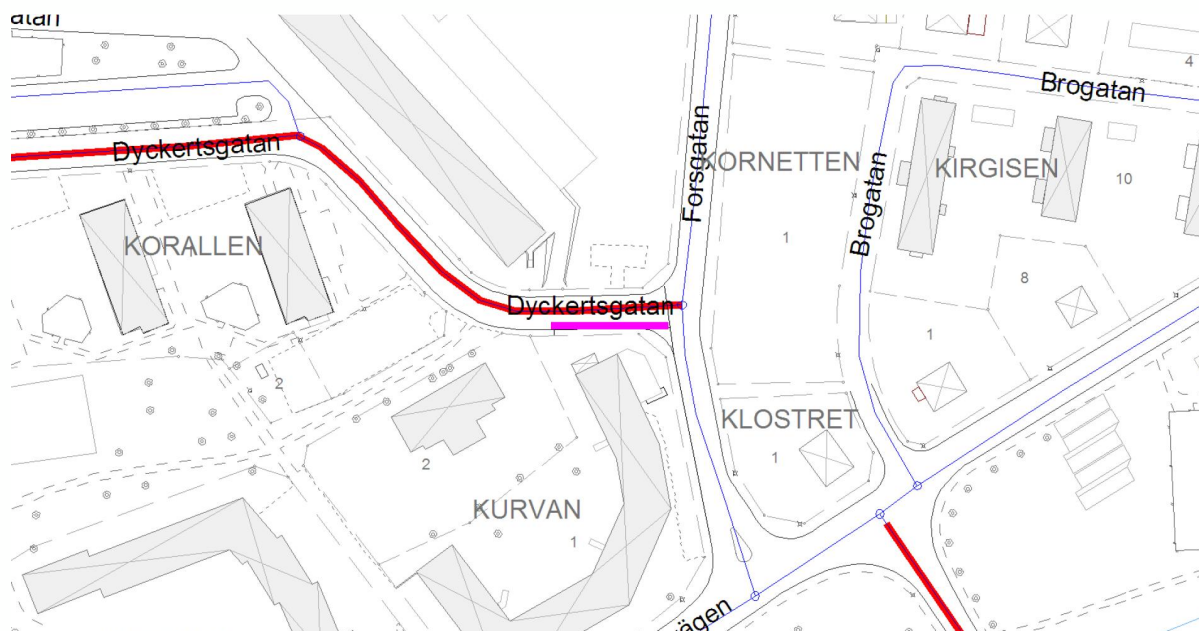 atan
Brogatan
4
Dyckertsgatan
Forsgatan
KORNETTEN
KIRGISEN
10
KORALLEN
1
Brogatan
1
8
Dyckertsgatan
1
2
KLOSTRET
1
2
KURVAN
1
vägen